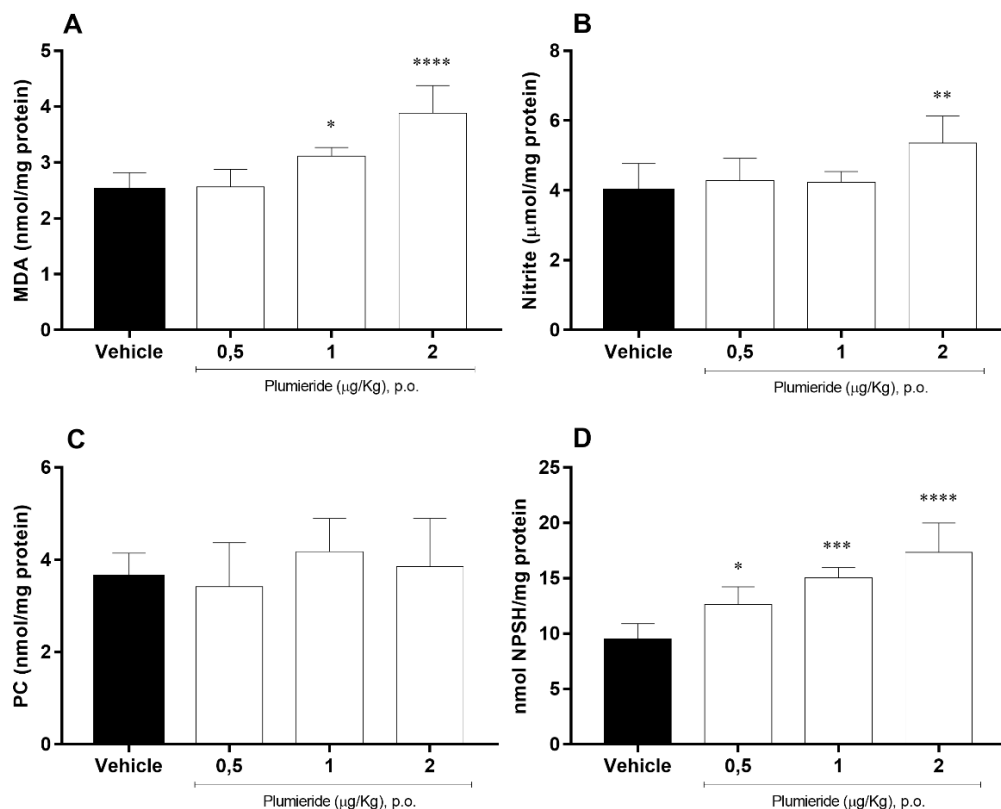 A
MDA (nmol/mg protein)
5
4
3
2
1
0
*
****
Vehicle
0,5
1
2
Plumieride (μg/Kg), p.o.
B
Nitrite (μmol/mg protein)
8
6
4
2
0
**
Vehicle
0,5
1
2
Plumieride (μg/Kg), p.o.
C
PC (nmol/mg protein)
6
4
2
0
Vehicle
0,5
1
2
Plumieride (μg/Kg), p.o.
D
nmol NPSH/mg protein
25
20
15
10
5
0
*
***
****
Vehicle
0,5
1
2
Plumieride (μg/Kg), p.o.